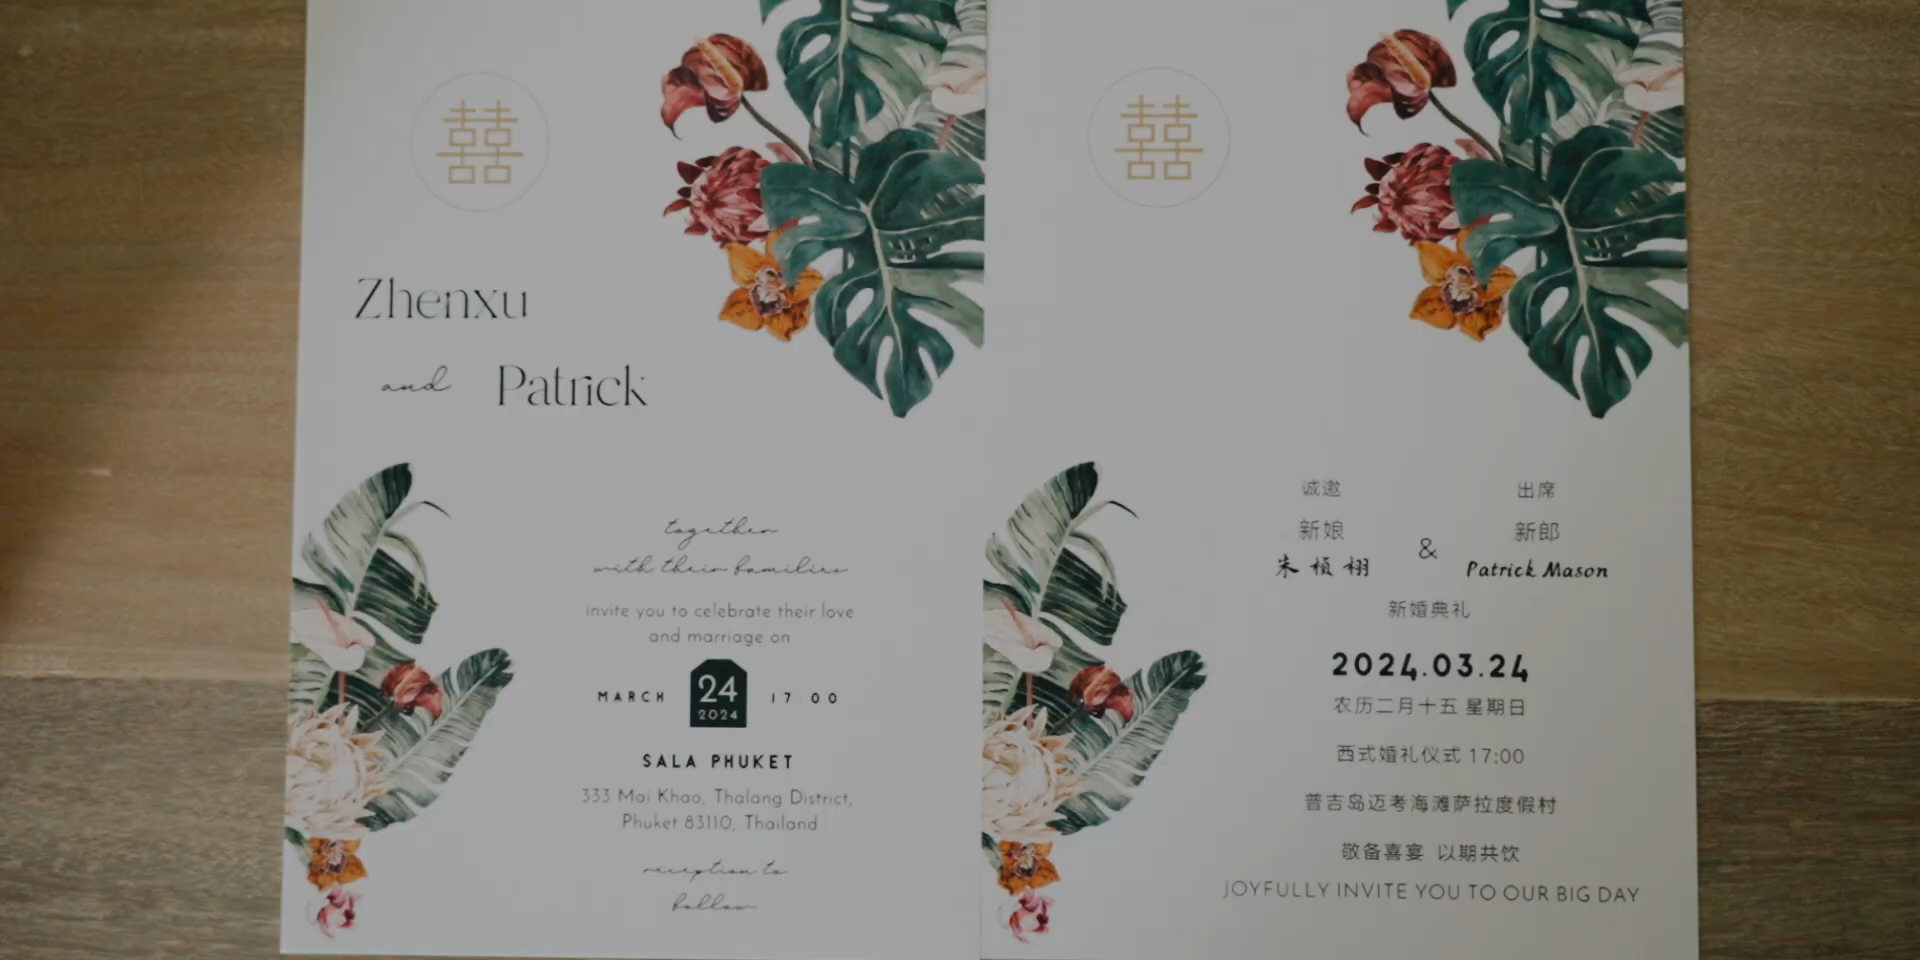 囍
Zhenxu
and Patrick
together
with their families
invite you to celebrate their love
and marriage on
MARCH 24 2024 17:00
SALA PHUKET
333 Mai Khao, Thalang District,
Phuket 83110, Thailand
reception to
follow
囍
诚邀 出席
新娘 新郎
朱桢栩 & Patrick Mason
新婚典礼
2024.03.24
农历二月十五 星期日
西式婚礼仪式 17:00
普吉岛迈考海滩萨拉度假村
敬备喜宴 以期共饮
JOYFULLY INVITE YOU TO OUR BIG DAY